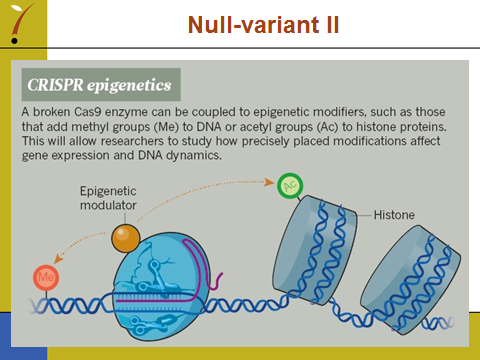 Null-variant II
CRISPR epigenetics
A broken Cas9 enzyme can be coupled to epigenetic modifiers, such as those
that add methyl groups (Me) to DNA or acetyl groups (Ac) to histone proteins.
This will allow researchers to study how precisely placed modifications affect
gene expression and DNA dynamics.
Epigenetic
modulator
Ac
Histone
Me